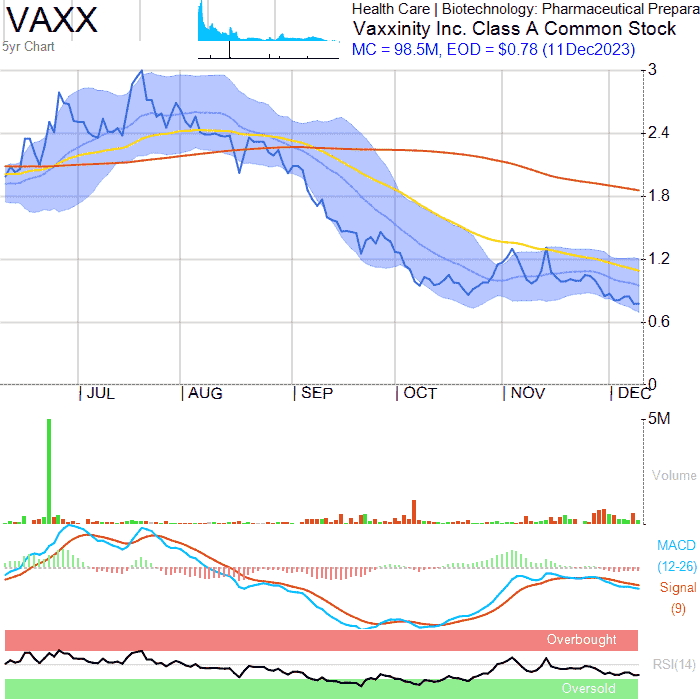 VAXX
5yr Chart
Health Care | Biotechnology: Pharmaceutical Prepara
Vaxxinity Inc. Class A Common Stock
MC = 98.5M, EOD = $0.78 (11Dec2023)
3
2.4
1.8
1.2
0.6
0
JUL AUG SEP OCT NOV DEC
5M
Volume
MACD
(12-26)
Signal
(9)
Overbought
RSI(14)
Oversold